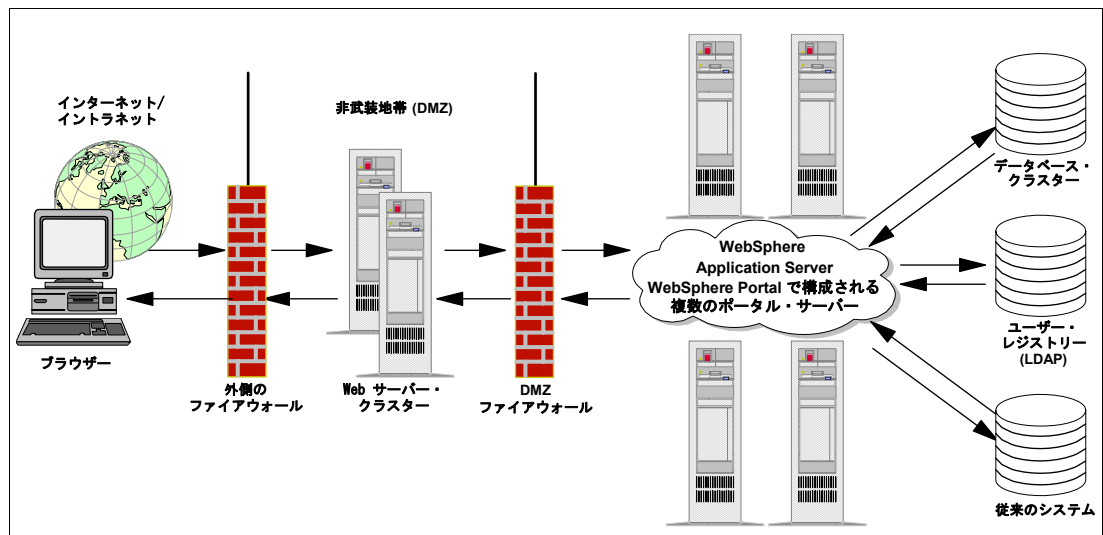 インターネット/
イントラネット
非武装地帯 (DMZ)
ブラウザー
外側の
ファイアウォール
Web サーバー・
クラスター
DMZ
ファイアウォール
WebSphere
Application Server
WebSphere Portal で構成される
複数のポータル・サーバー
データベース・
クラスター
ユーザー・
レジストリー
(LDAP)
従来のシステム